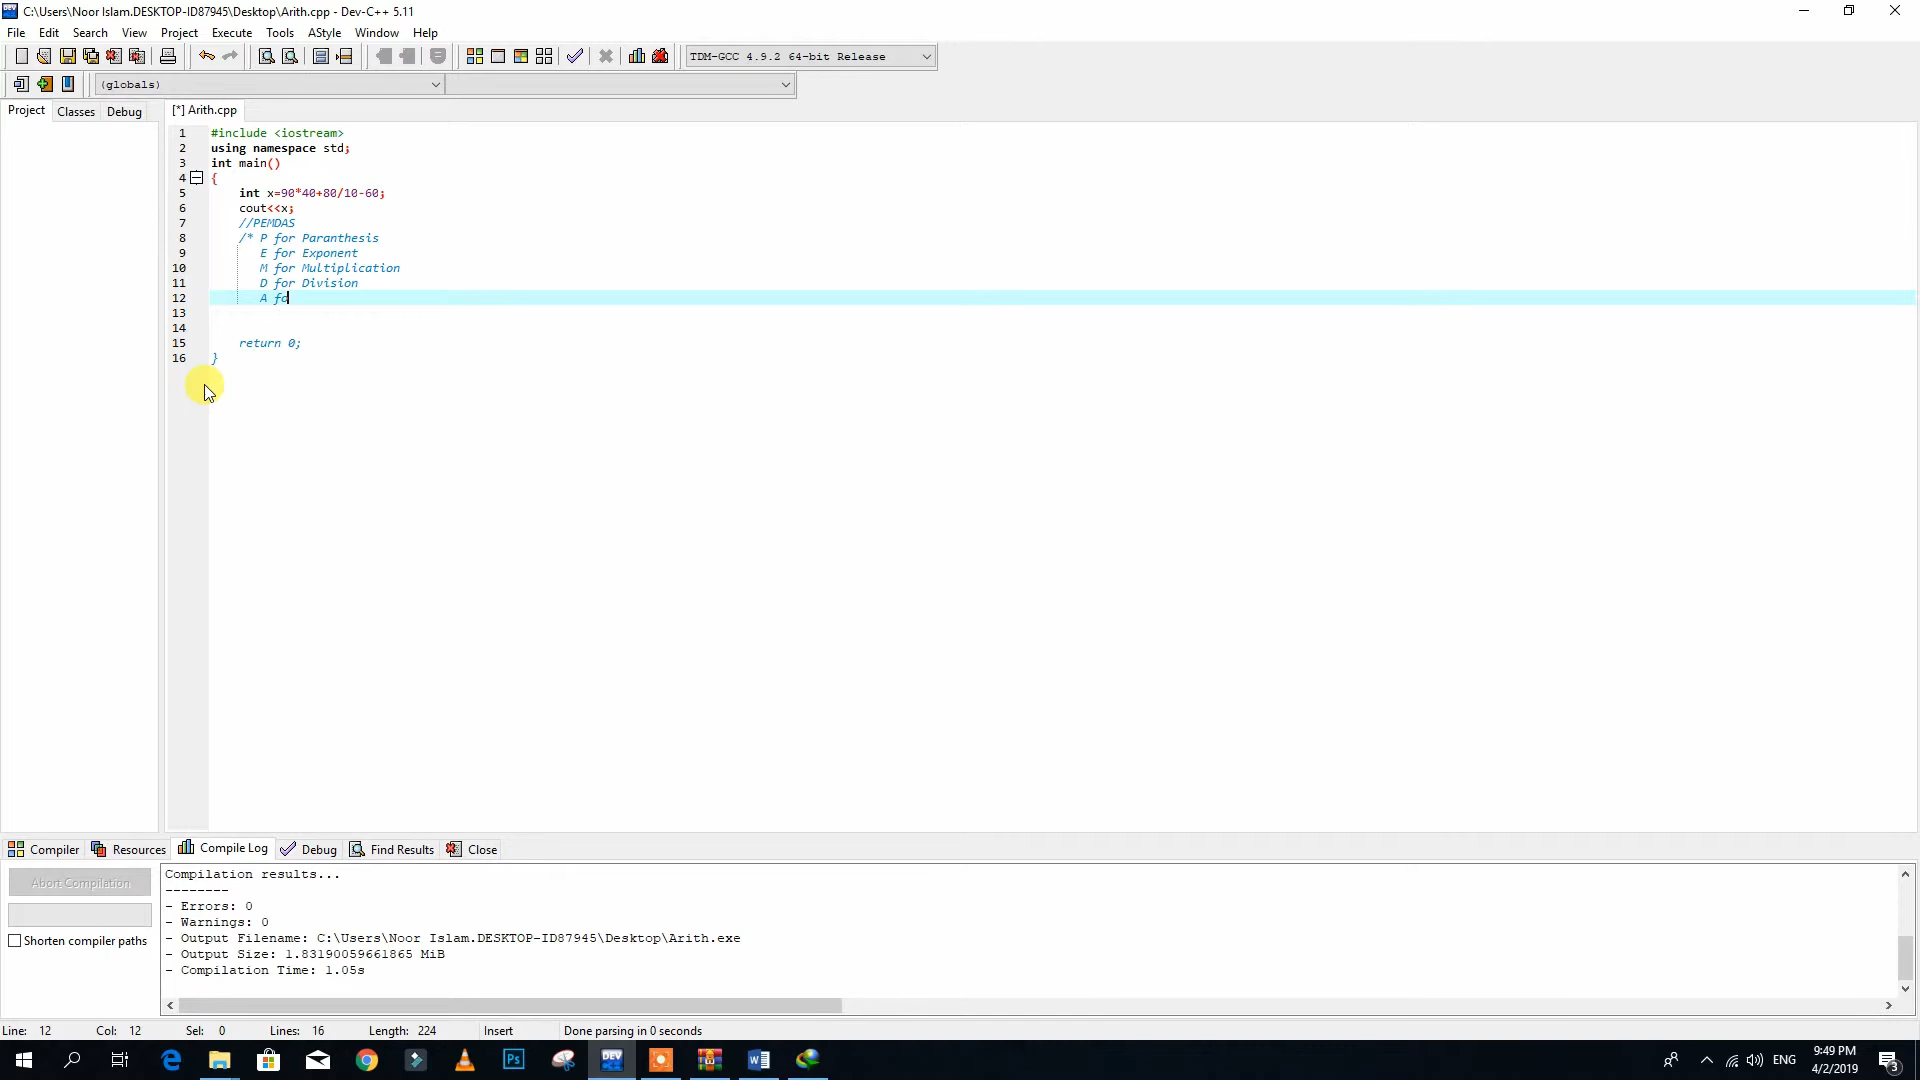 C:\Users\Noor Islam.DESKTOP-ID87945\Desktop\Arith.cpp - Dev-C++ 5.11
File Edit Search View Project Execute Tools AStyle Window Help
TDM-GCC 4.9.2 64-bit Release
(globals)
Project Classes Debug [*] Arith.cpp
1 #include <iostream>
2 using namespace std;
3 int main()
4 {
5 int x=90*40+80/10-60;
6 cout<<x;
7 //PEMDAS
8 /* P for Paranthesis
9 E for Exponent
10 M for Multiplication
11 D for Division
12 A fo
13
14
15 return 0;
16 }
Compiler Resources Compile Log Debug Find Results Close
Abort Compilation
Shorten compiler paths
Compilation results...
--------
- Errors: 0
- Warnings: 0
- Output Filename: C:\Users\Noor Islam.DESKTOP-ID87945\Desktop\Arith.exe
- Output Size: 1.83190059661865 MiB
- Compilation Time: 1.05s
Line: 12 Col: 12 Sel: 0 Lines: 16 Length: 224 Insert Done parsing in 0 seconds
Ps DEV ENG 9:49 PM
4/2/2019 3